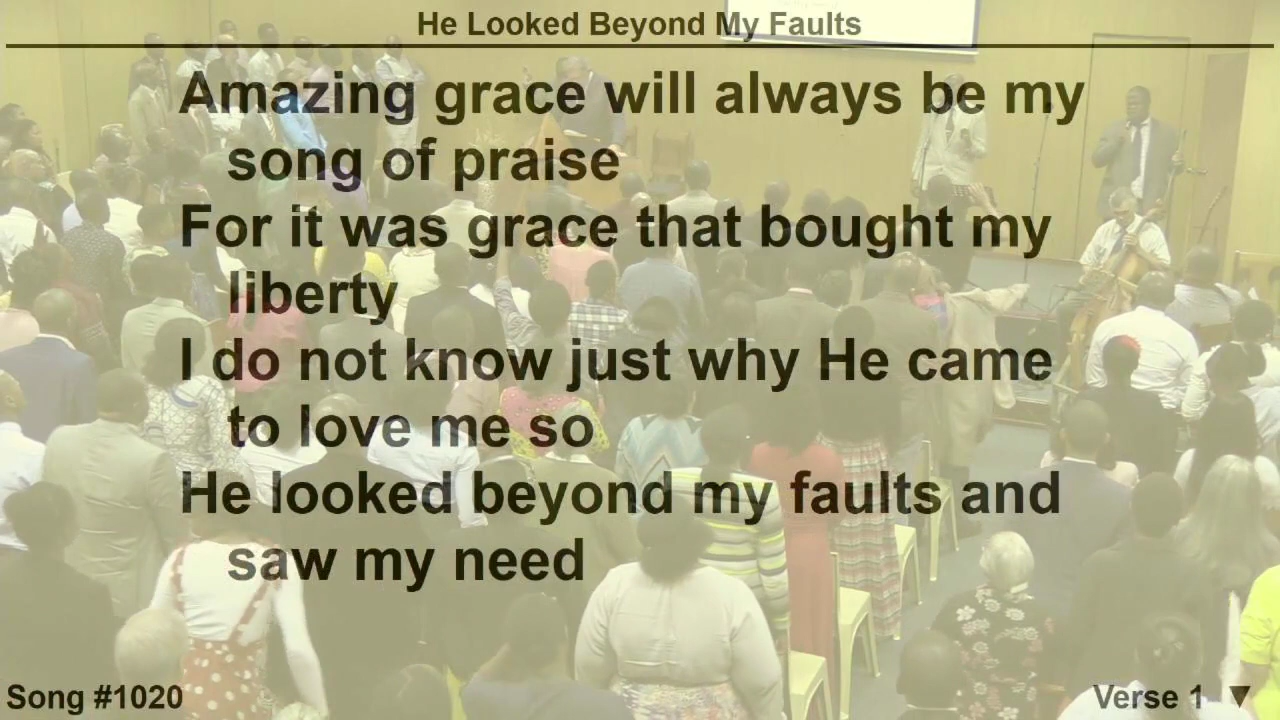 He Looked Beyond My Faults
Amazing grace will always be my
song of praise
For it was grace that bought my
liberty
I do not know just why He came
to love me so
He looked beyond my faults and
saw my need
Song #1020
Verse 1 ▼